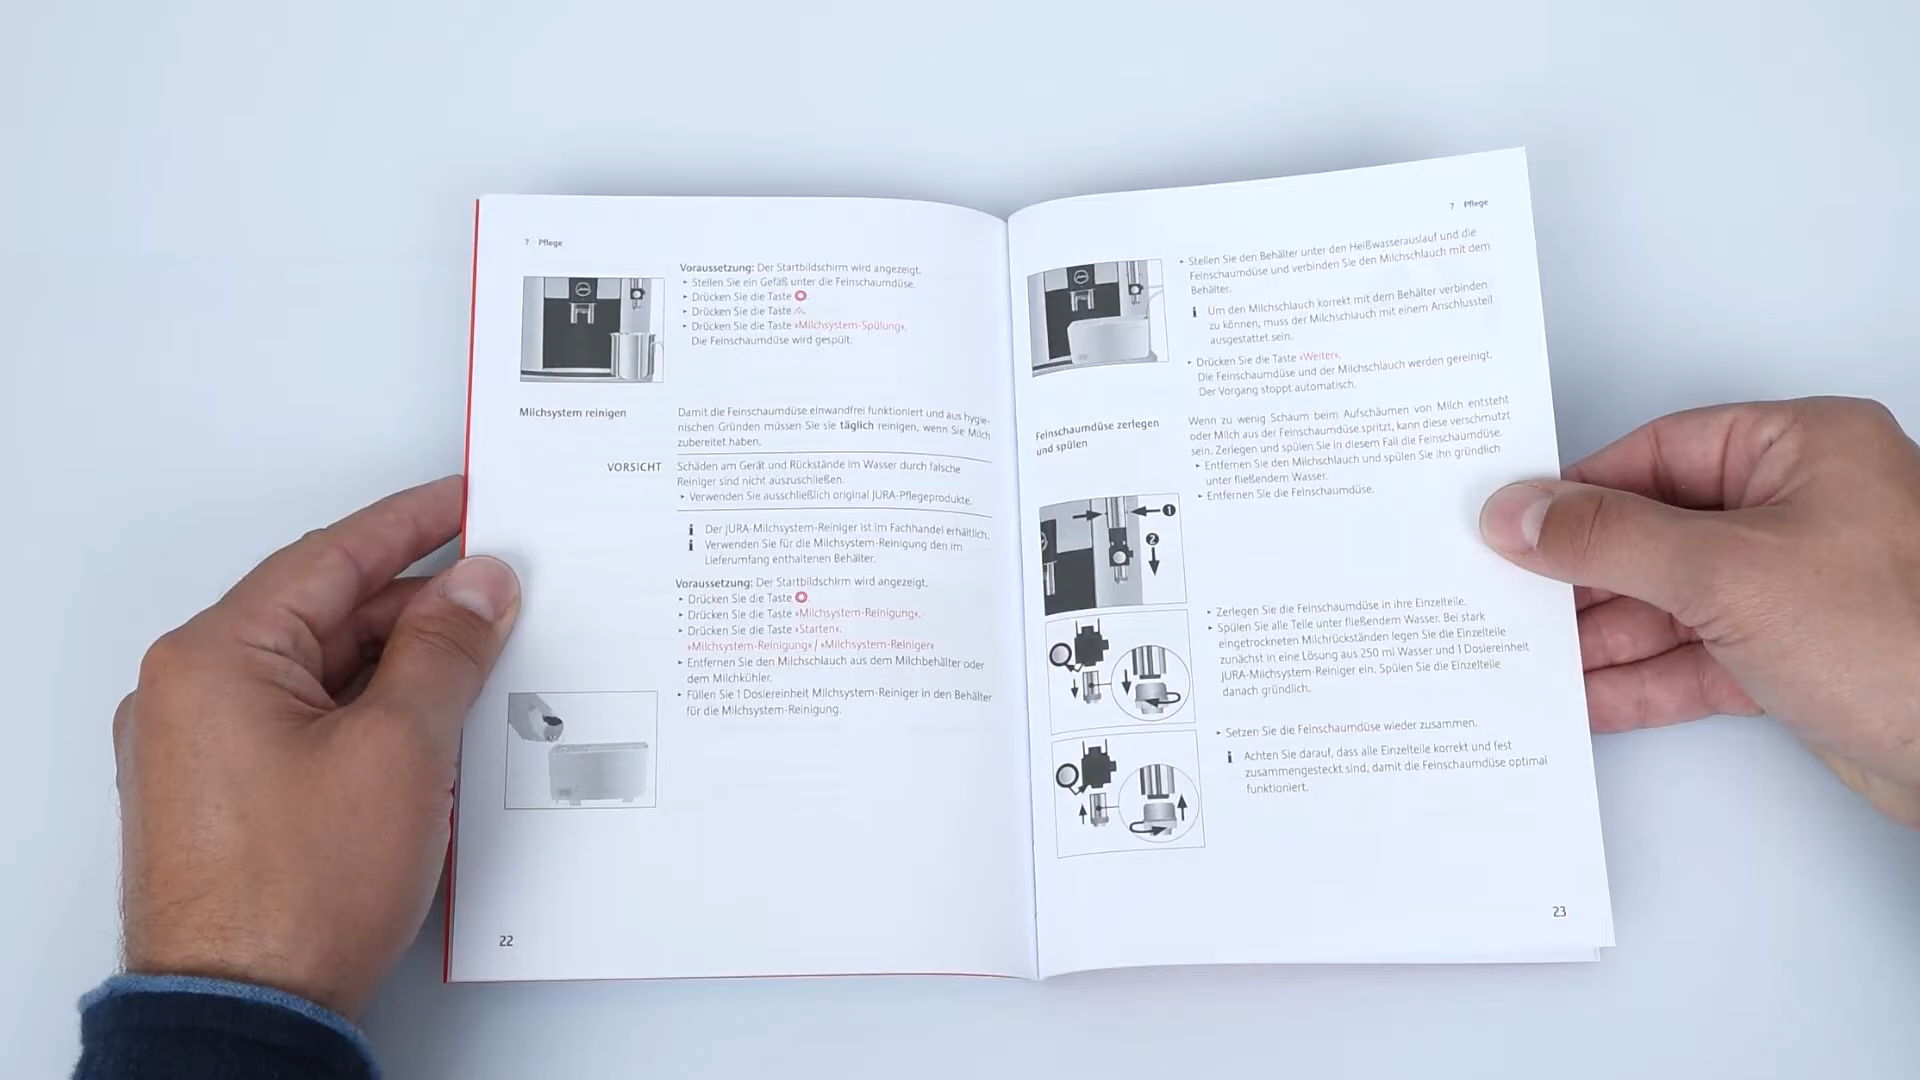 7 Pflege
Voraussetzung: Der Startbildschirm wird angezeigt.
▸ Stellen Sie ein Gefäß unter die Feinschaumdüse.
▸ Drücken Sie die Taste
▸ Drücken Sie die Taste
▸ Drücken Sie die Taste »Milchsystem-Spülung«.
Die Feinschaumdüse wird gespült.
Milchsystem reinigen
Damit die Feinschaumdüse einwandfrei funktioniert und aus hygie-
nischen Gründen müssen Sie sie täglich reinigen, wenn Sie Milch
zubereitet haben.
VORSICHT
Schäden am Gerät und Rückstände im Wasser durch falsche
Reiniger sind nicht auszuschließen.
▸ Verwenden Sie ausschließlich original JURA-Pflegeprodukte.
i Der JURA-Milchsystem-Reiniger ist im Fachhandel erhältlich.
i Verwenden Sie für die Milchsystem-Reinigung den im
Lieferumfang enthaltenen Behälter.
Voraussetzung: Der Startbildschirm wird angezeigt.
▸ Drücken Sie die Taste
▸ Drücken Sie die Taste »Milchsystem-Reinigung«.
▸ Drücken Sie die Taste »Starten«.
»Milchsystem-Reinigung« / »Milchsystem-Reiniger«
▸ Entfernen Sie den Milchschlauch aus dem Milchbehälter oder
dem Milchkühler.
▸ Füllen Sie 1 Dosiereinheit Milchsystem-Reiniger in den Behälter
für die Milchsystem-Reinigung.
22
7 Pflege
▸ Stellen Sie den Behälter unter den Heißwasserauslauf und die
Feinschaumdüse und verbinden Sie den Milchschlauch mit dem
Behälter.
i Um den Milchschlauch korrekt mit dem Behälter verbinden
zu können, muss der Milchschlauch mit einem Anschlussteil
ausgestattet sein.
▸ Drücken Sie die Taste »Weiter«.
Die Feinschaumdüse und der Milchschlauch werden gereinigt.
Der Vorgang stoppt automatisch.
Feinschaumdüse zerlegen
und spülen
Wenn zu wenig Schaum beim Aufschäumen von Milch entsteht
oder Milch aus der Feinschaumdüse spritzt, kann diese verschmutzt
sein. Zerlegen und spülen Sie in diesem Fall die Feinschaumdüse.
▸ Entfernen Sie den Milchschlauch und spülen Sie ihn gründlich
unter fließendem Wasser.
▸ Entfernen Sie die Feinschaumdüse.
1
2
▸ Zerlegen Sie die Feinschaumdüse in ihre Einzelteile.
▸ Spülen Sie alle Teile unter fließendem Wasser. Bei stark
eingetrockneten Milchrückständen legen Sie die Einzelteile
zunächst in eine Lösung aus 250 ml Wasser und 1 Dosiereinheit
JURA-Milchsystem-Reiniger ein. Spülen Sie die Einzelteile
danach gründlich.
▸ Setzen Sie die Feinschaumdüse wieder zusammen.
i Achten Sie darauf, dass alle Einzelteile korrekt und fest
zusammengesteckt sind, damit die Feinschaumdüse optimal
funktioniert.
23